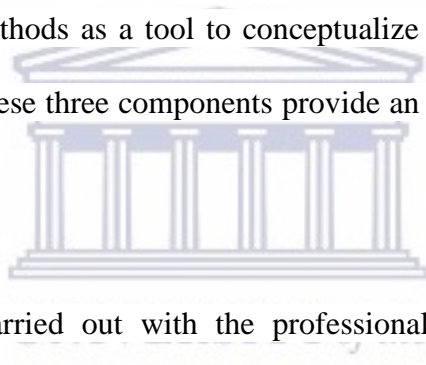 thods as a tool to conceptualize
ese three components provide an
arried out with the professional